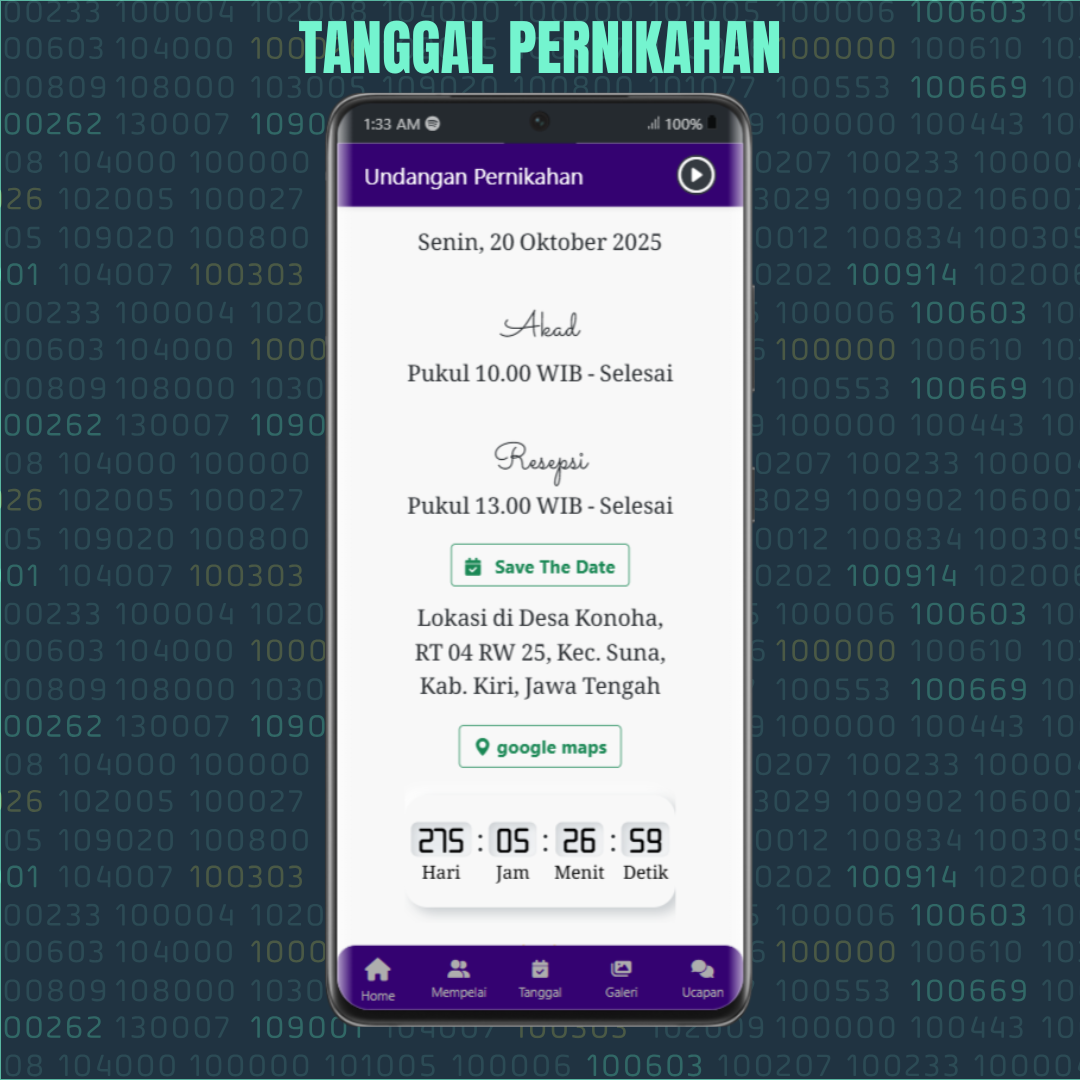 TANGGAL PERNIKAHAN
1:33 AM
100%
Undangan Pernikahan
Senin, 20 Oktober 2025
Akad
Pukul 10.00 WIB - Selesai
Resepsi
Pukul 13.00 WIB - Selesai
Save The Date
Lokasi di Desa Konoha,
RT 04 RW 25, Kec. Suna,
Kab. Kiri, Jawa Tengah
google maps
275 : 05 : 26 : 59
Hari Jam Menit Detik
Home Mempelai Tanggal Galeri Ucapan